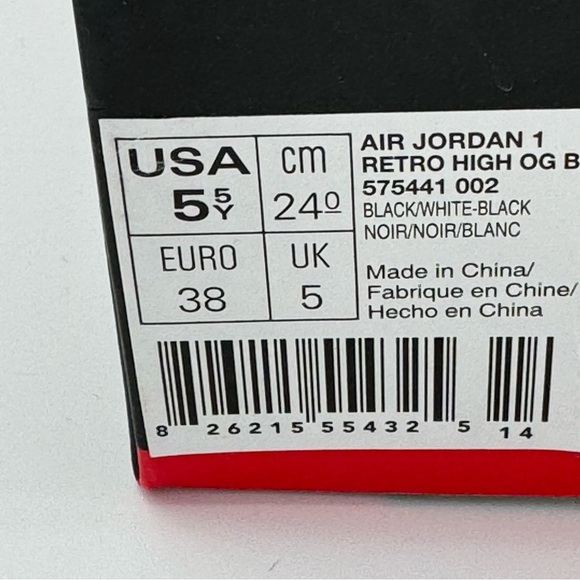 USA
5 5Y
cm
24 0
EURO
38
UK
5
AIR JORDAN 1
RETRO HIGH OG B
575441 002
BLACK/WHITE-BLACK
NOIR/NOIR/BLANC
Made in China/
Fabrique en Chine/
Hecho en China
8 26215 55432 5 14